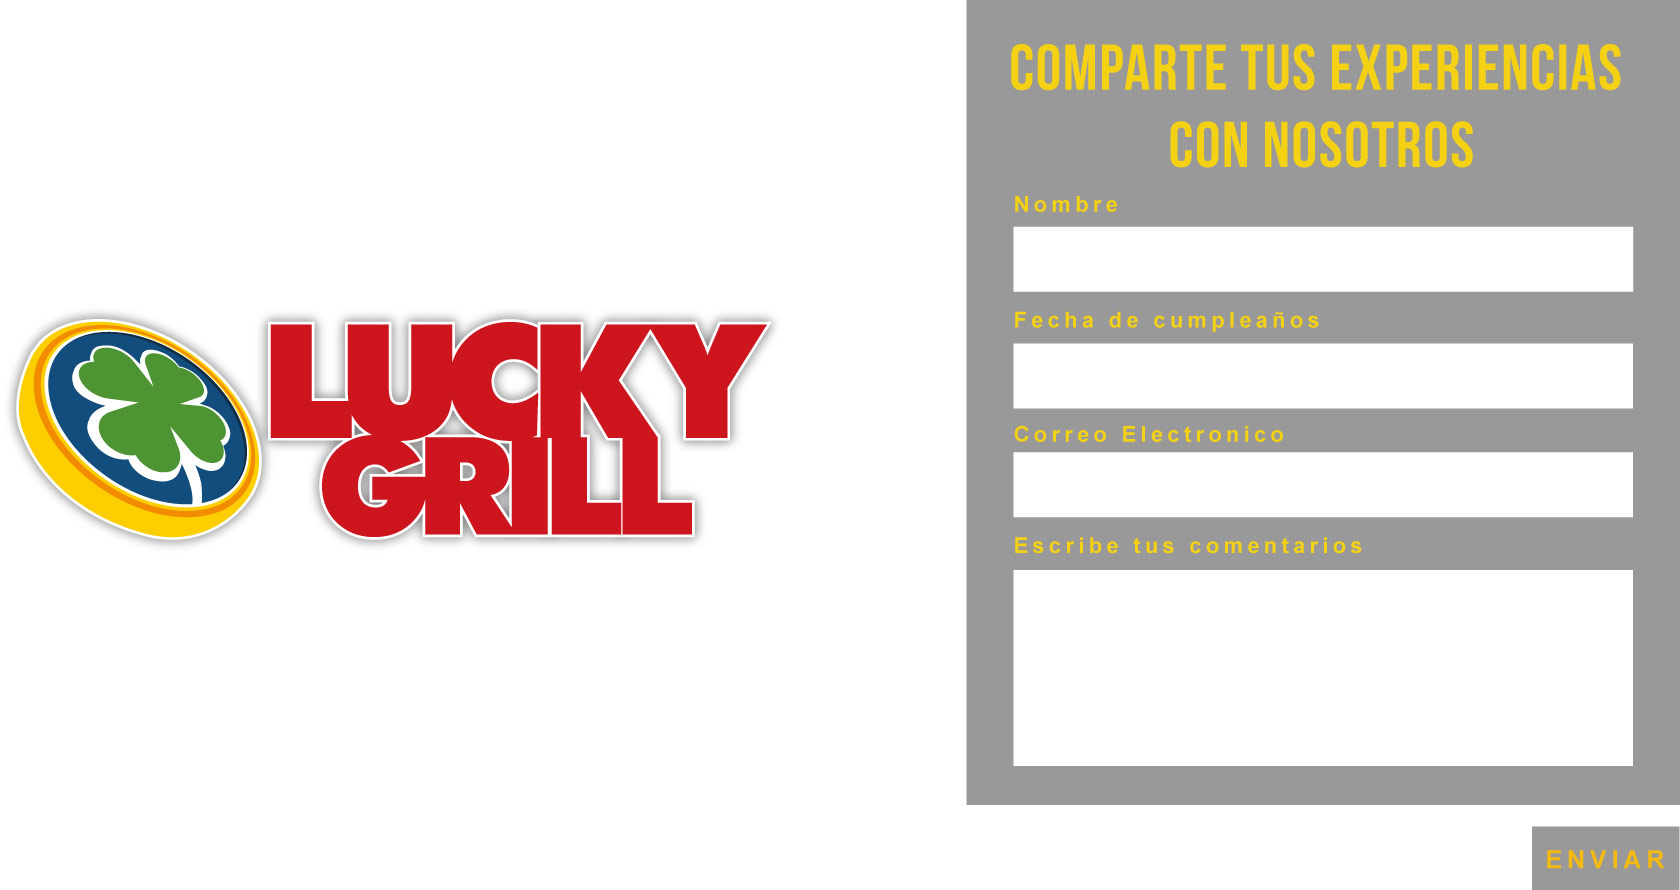 LUCKY
GRILL
COMPARTE TUS EXPERIENCIAS
CON NOSOTROS
Nombre
Fecha de cumpleaños
Correo Electronico
Escribe tus comentarios
ENVIAR